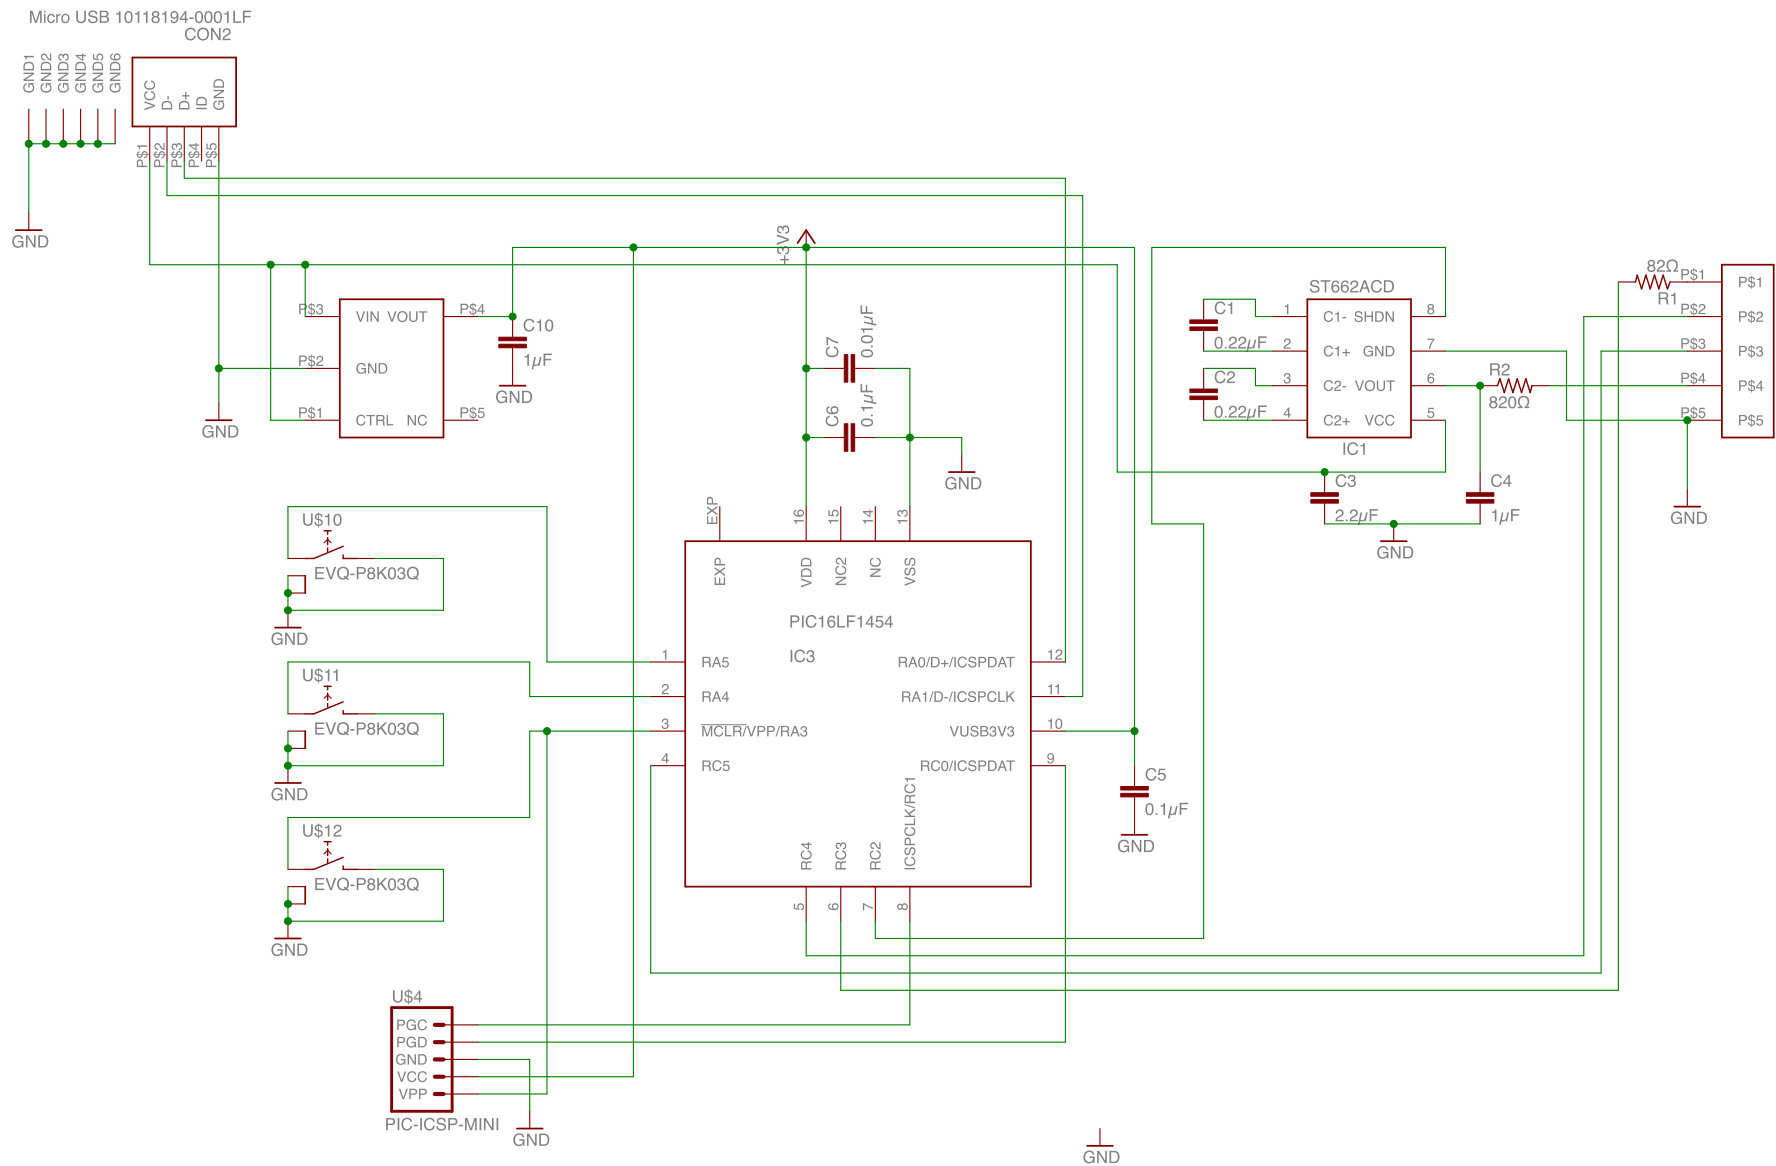 Micro USB 10118194-0001LF
CON2
GND1
GND2
GND3
GND4
GND5
GND6
VCC
D-
D+
ID
GND
P$1
P$2
P$3
P$4
P$5
GND
+3V3
P$3
VIN VOUT
P$4
P$2
GND
P$1
CTRL NC
P$5
C10
1µF
GND
GND
C7
0.01µF
C6
0.1µF
GND
ST662ACD
C1
0.22µF
C2
0.22µF
1
C1- SHDN
8
2
C1+ GND
7
3
C2- VOUT
6
4
C2+ VCC
5
IC1
R2
820Ω
82Ω
R1
P$1
P$1
P$2
P$2
P$3
P$3
P$4
P$4
P$5
P$5
C3
2.2µF
C4
1µF
GND
GND
U$10
EVQ-P8K03Q
GND
U$11
EVQ-P8K03Q
GND
U$12
EVQ-P8K03Q
GND
EXP
16
15
14
13
EXP
VDD
NC2
NC
VSS
PIC16LF1454
IC3
1
RA5
RA0/D+/ICSPDAT
12
2
RA4
RA1/D-/ICSPCLK
11
3
MCLR/VPP/RA3
VUSB3V3
10
4
RC5
RC0/ICSPDAT
9
RC4
RC3
RC2
ICSPCLK/RC1
5
6
7
8
C5
0.1µF
GND
U$4
PGC
PGD
GND
VCC
VPP
PIC-ICSP-MINI
GND
GND